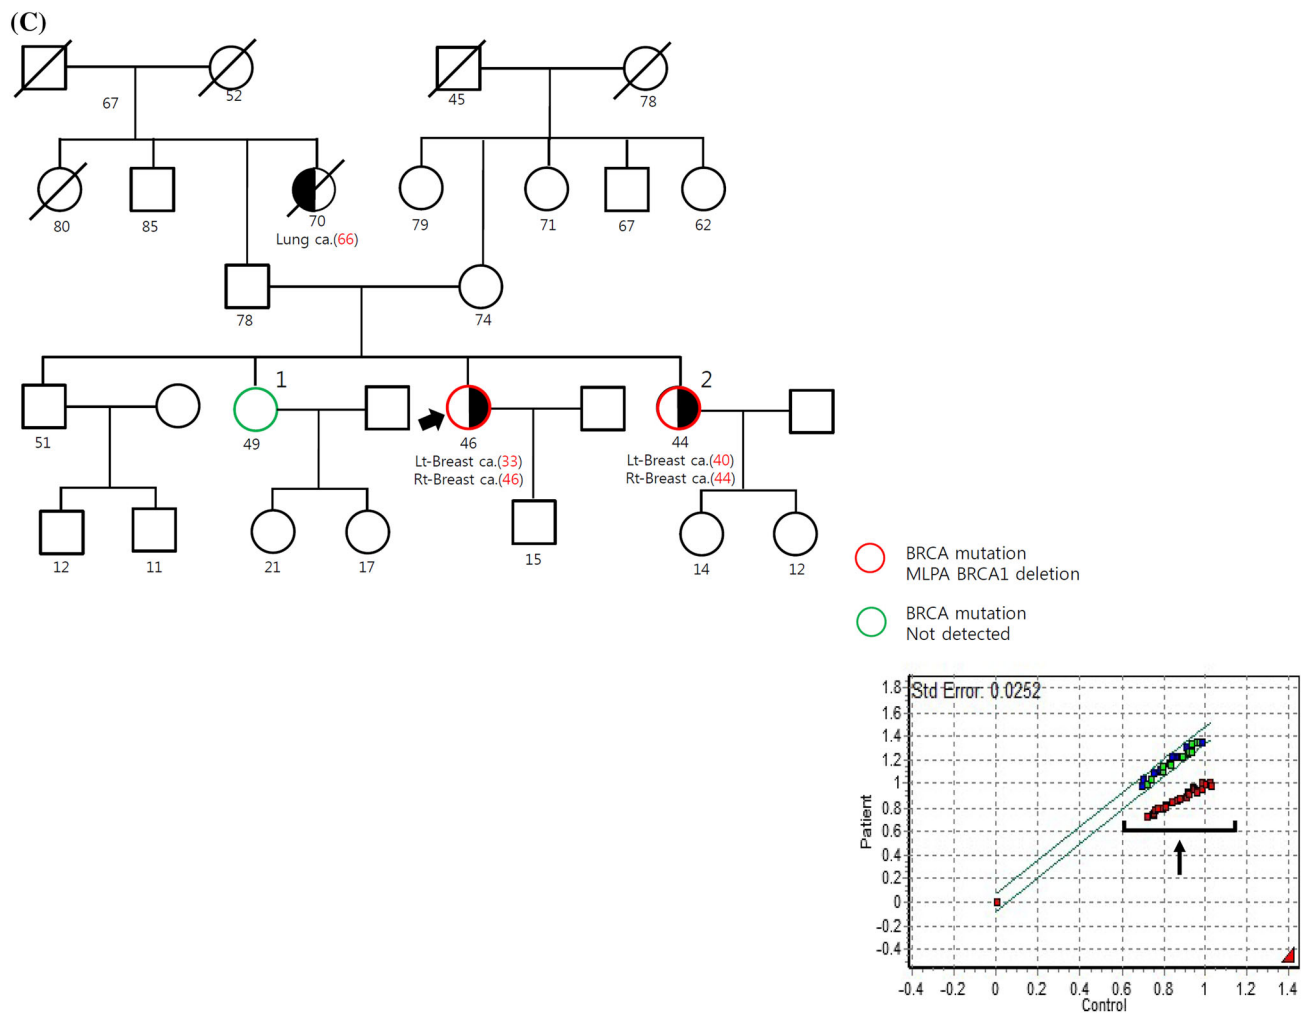 (C)
67
52
45
78
80
85
70
Lung ca.(66)
79
71
67
62
78
74
1
2
51
49
46
44
Lt-Breast ca.(33)
Rt-Breast ca.(46)
Lt-Breast ca.(40)
Rt-Breast ca.(44)
12
11
21
17
15
14
12
BRCA mutation
MLPA BRCA1 deletion
BRCA mutation
Not detected
Std Error: 0.0252
1.8
1.6
1.4
1.2
1
0.8
0.6
0.4
0.2
0
-0.2
-0.4
Patient
-0.4 -0.2 0 0.2 0.4 0.6 0.8 1 1.2 1.4
Control